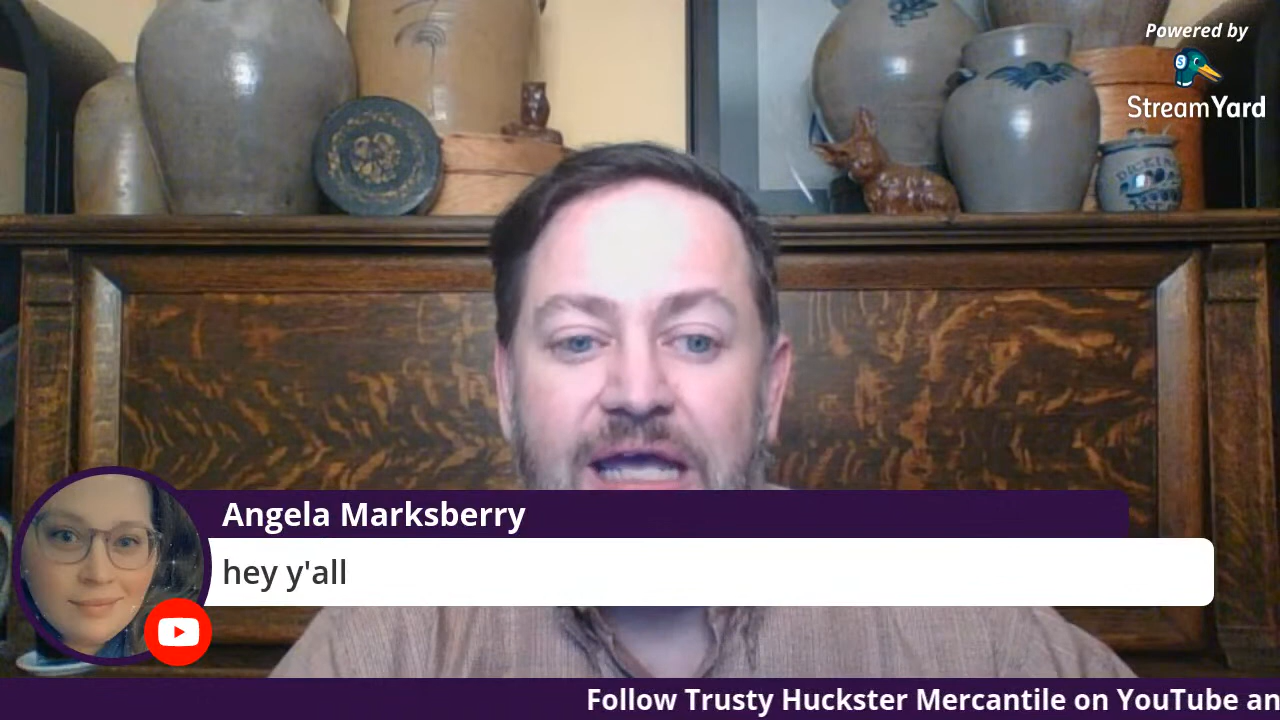 Powered by
StreamYard
Angela Marksberry
hey y'all
Follow Trusty Huckster Mercantile on YouTube an